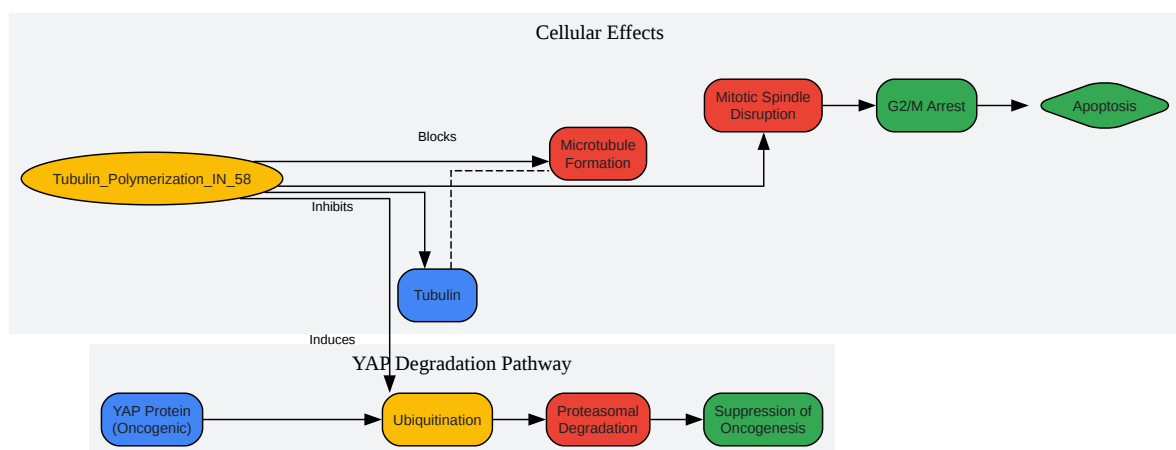 Cellular Effects
Mitotic Spindle
Disruption
G2/M Arrest
Apoptosis
Blocks
Microtubule
Formation
Tubulin_Polymerization_IN_58
Inhibits
Tubulin
Induces
YAP Degradation Pathway
YAP Protein
(Oncogenic)
Ubiquitination
Proteasomal
Degradation
Suppression of
Oncogenesis